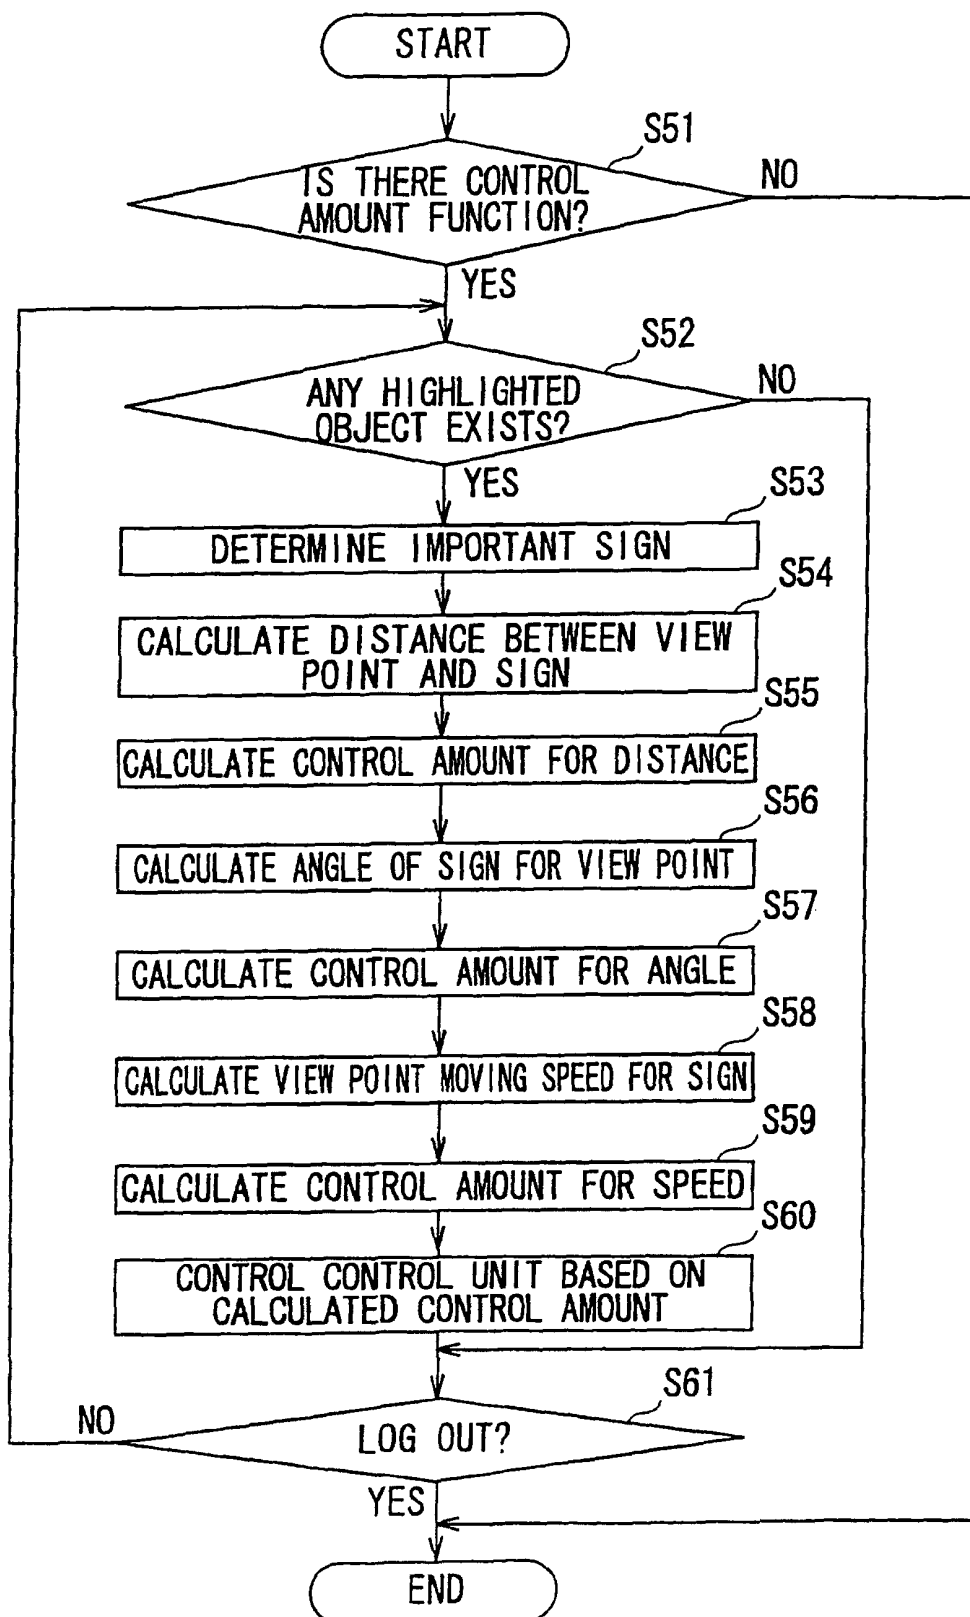 START
S51
IS THERE CONTROL
AMOUNT FUNCTION?
NO
YES
S52
ANY HIGHLIGHTED
OBJECT EXISTS?
NO
YES
S53
DETERMINE IMPORTANT SIGN
S54
CALCULATE DISTANCE BETWEEN VIEW
POINT AND SIGN
S55
CALCULATE CONTROL AMOUNT FOR DISTANCE
S56
CALCULATE ANGLE OF SIGN FOR VIEW POINT
S57
CALCULATE CONTROL AMOUNT FOR ANGLE
S58
CALCULATE VIEW POINT MOVING SPEED FOR SIGN
S59
CALCULATE CONTROL AMOUNT FOR SPEED
S60
CONTROL CONTROL UNIT BASED ON
CALCULATED CONTROL AMOUNT
S61
NO
LOG OUT?
YES
END